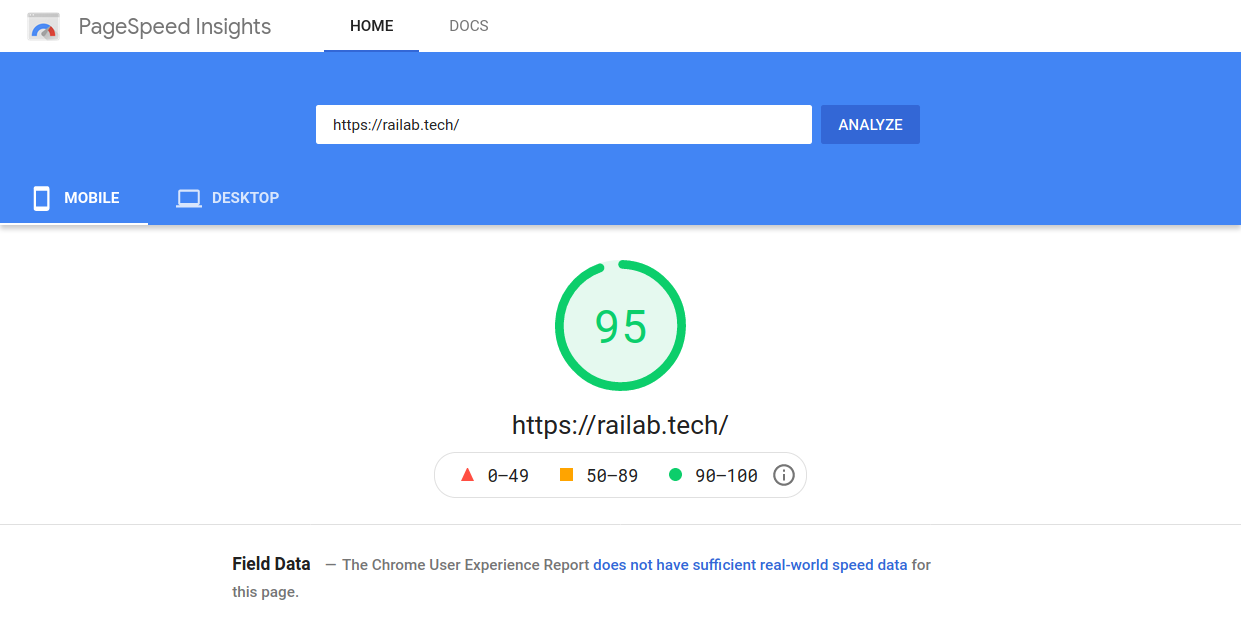 PageSpeed Insights HOME DOCS
https://railab.tech/ ANALYZE
MOBILE DESKTOP
95
https://railab.tech/
0–49 50–89 90–100
Field Data — The Chrome User Experience Report does not have sufficient real-world speed data for
this page.